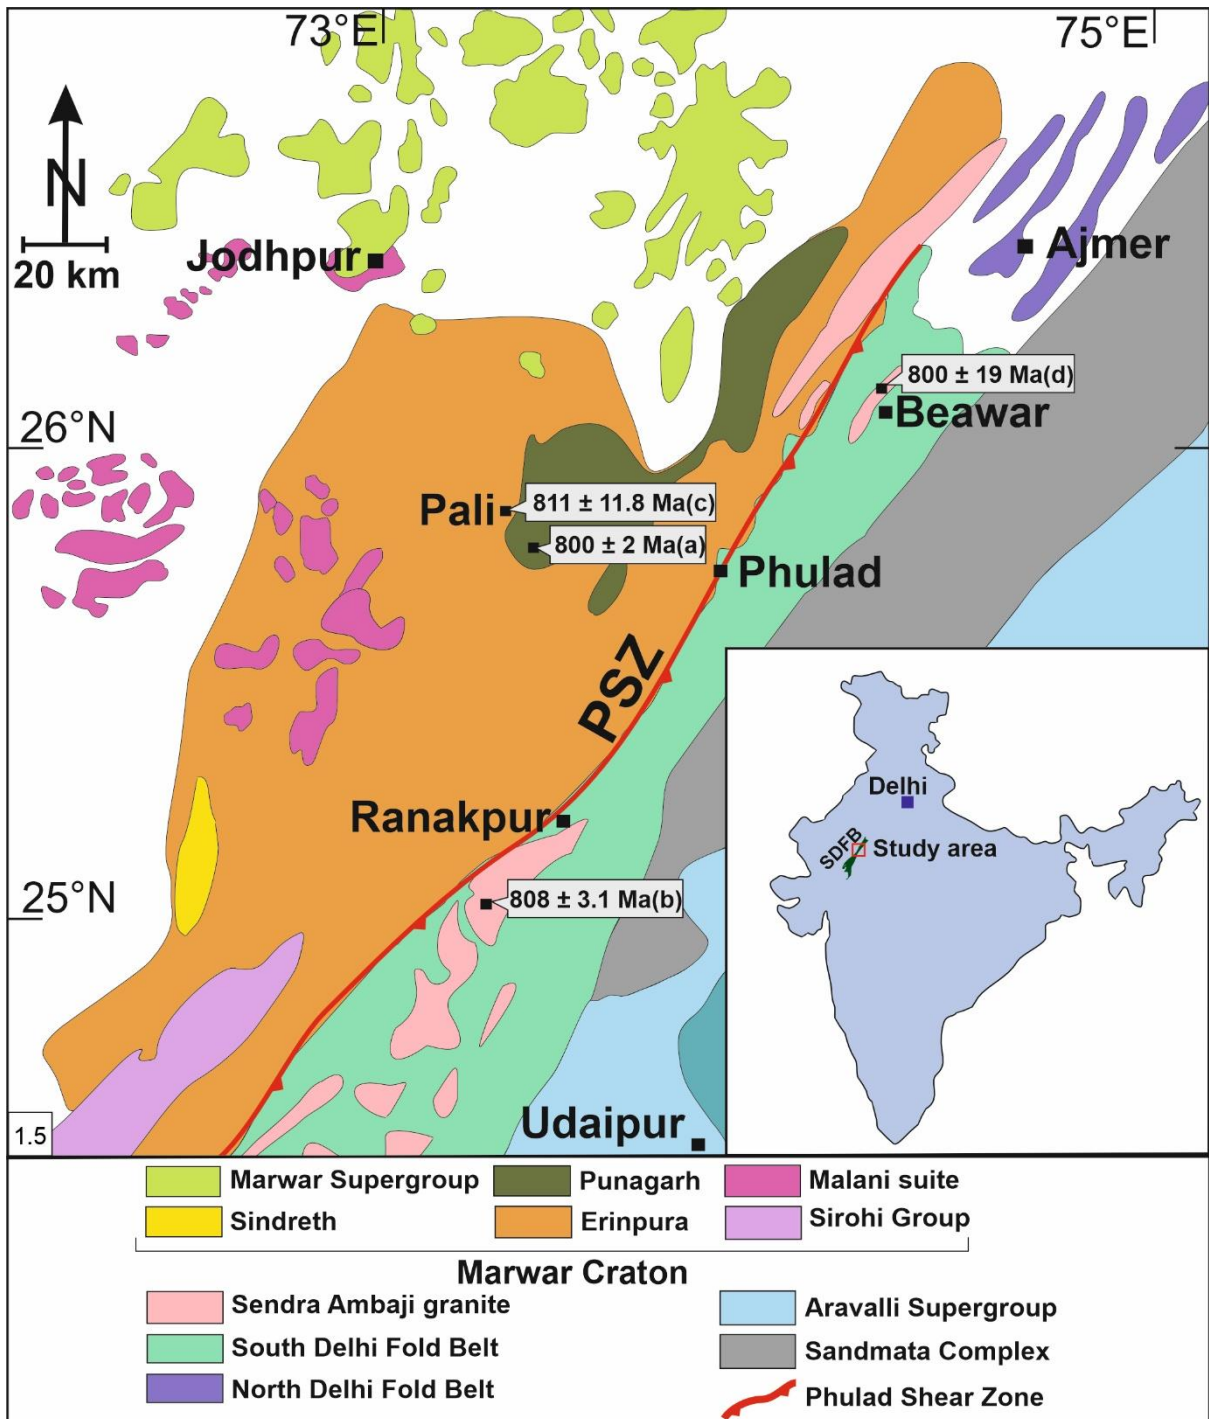 73°E
75°E
N
20 km
Jodhpur
Ajmer
800 ± 19 Ma(d)
Beawar
26°N
Pali
811 ± 11.8 Ma(c)
800 ± 2 Ma(a)
Phulad
PSZ
Ranakpur
25°N
808 ± 3.1 Ma(b)
Delhi
SDFB
Study area
1.5
Udaipur
Marwar Supergroup
Punagarh
Malani suite
Sindreth
Erinpura
Sirohi Group
Marwar Craton
Sendra Ambaji granite
Aravalli Supergroup
South Delhi Fold Belt
Sandmata Complex
North Delhi Fold Belt
Phulad Shear Zone